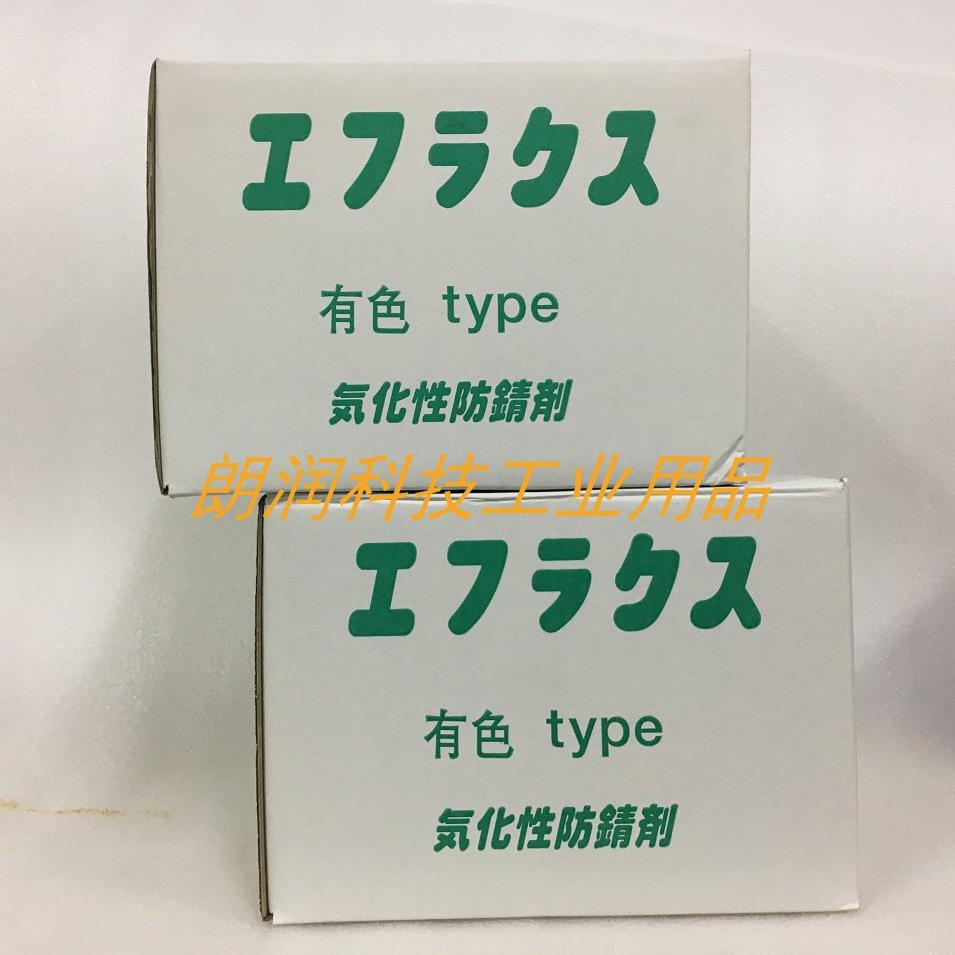 エフラクス
有色 type
気化性防錆剤
朗润科技工业用品
エフラクス
有色 type
気化性防錆剤